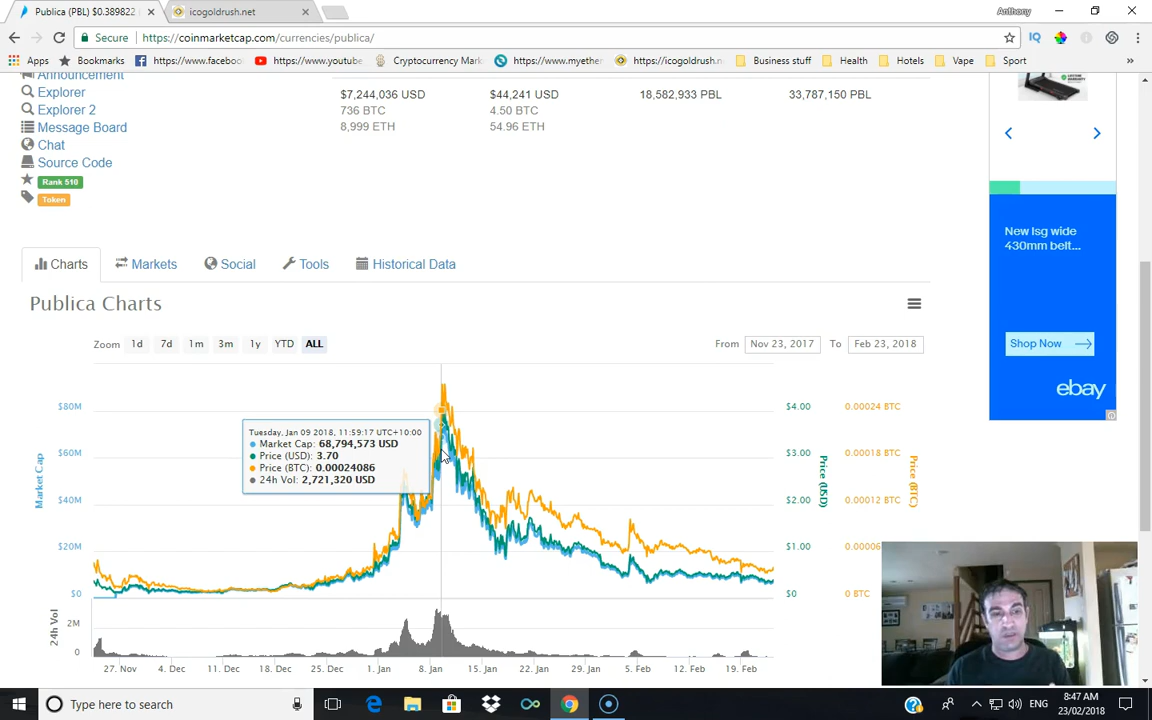 Publica (PBL) $0.389822
icogoldrush.net
Anthony
Secure
https://coinmarketcap.com/currencies/publica/
Apps
Bookmarks
https://www.faceboo
https://www.youtube
Cryptocurrency Mark
https://www.myether
https://icogoldrush.n
Business stuff
Health
Hotels
Vape
Sport
Announcement
Explorer
Explorer 2
Message Board
Chat
Source Code
Rank 510
Token
$7,244,036 USD
736 BTC
8,999 ETH
$44,241 USD
4.50 BTC
54.96 ETH
18,582,933 PBL
33,787,150 PBL
New lsg wide
430mm belt...
Shop Now
ebay
Charts
Markets
Social
Tools
Historical Data
Publica Charts
Zoom 1d 7d 1m 3m 1y YTD ALL
From Nov 23, 2017 To Feb 23, 2018
$80M
$60M
$40M
$20M
$0
Market Cap
Tuesday, Jan 09 2018, 11:59:17 UTC+10:00
Market Cap: 68,794,573 USD
Price (USD): 3.70
Price (BTC): 0.00024086
24h Vol: 2,721,320 USD
$4.00
$3.00
$2.00
$1.00
$0
Price (USD)
0.00024 BTC
0.00018 BTC
0.00012 BTC
0.00006
0 BTC
Price (BTC)
24h Vol
2M
0
27. Nov 4. Dec 11. Dec 18. Dec 25. Dec 1. Jan 8. Jan 15. Jan 22. Jan 29. Jan 5. Feb 12. Feb 19. Feb
Type here to search
ENG
8:47 AM
23/02/2018